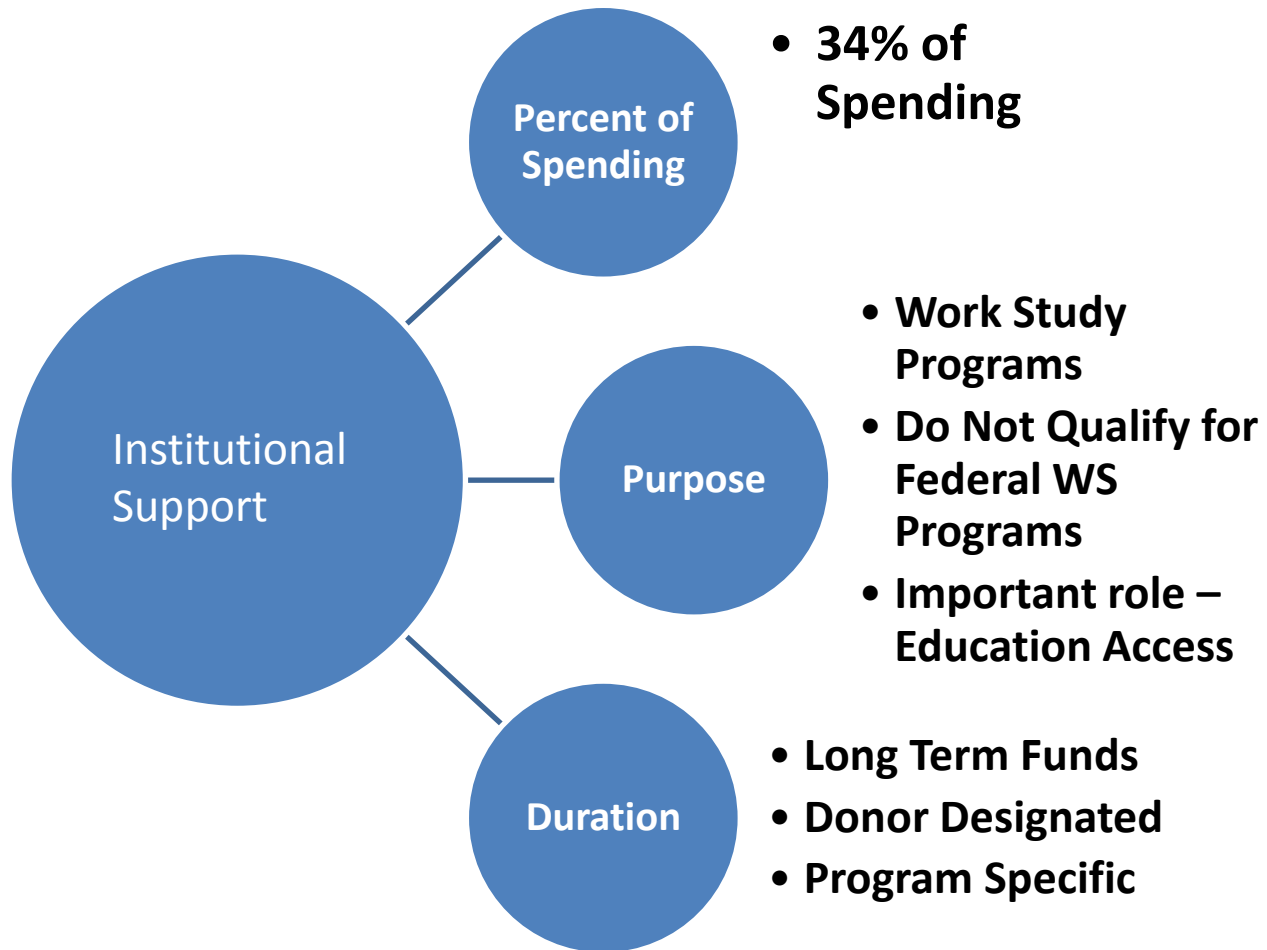 Institutional
Support
Percent of
Spending
• 34% of
Spending
Purpose
• Work Study
Programs
• Do Not Qualify for
Federal WS
Programs
• Important role –
Education Access
Duration
• Long Term Funds
• Donor Designated
• Program Specific